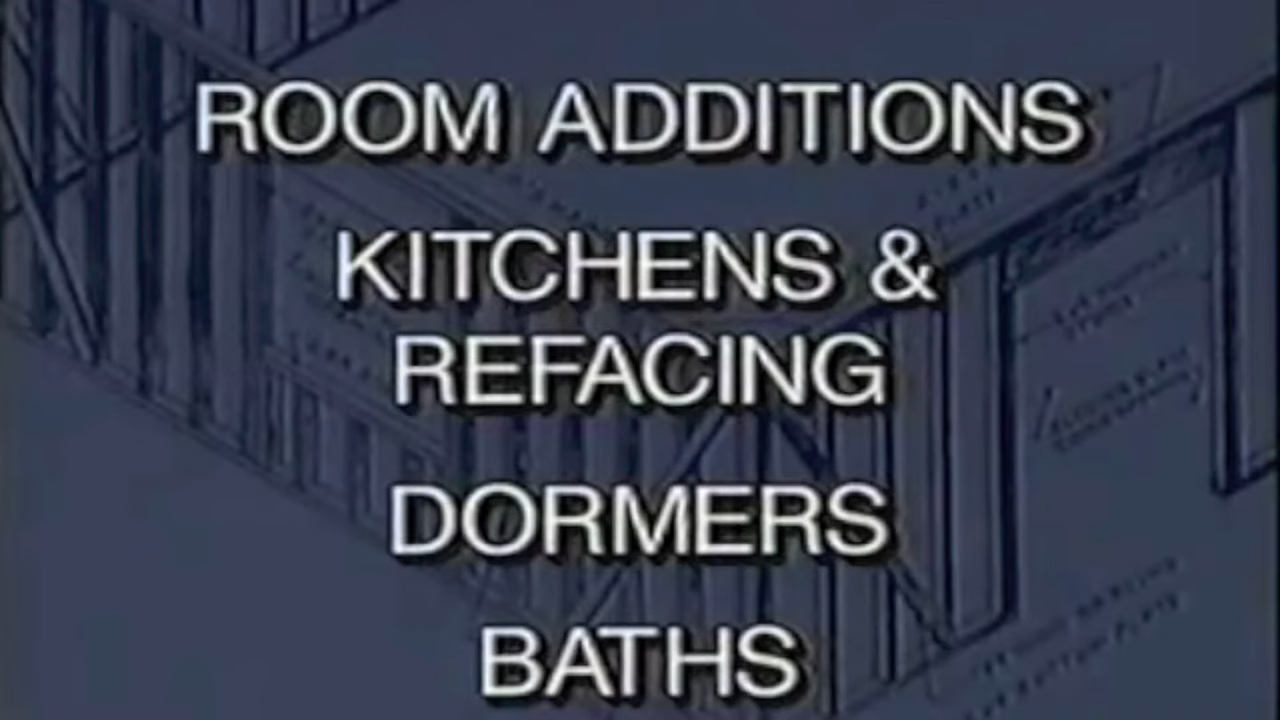 ROOM ADDITIONS
KITCHENS &
REFACING
DORMERS
BATHS